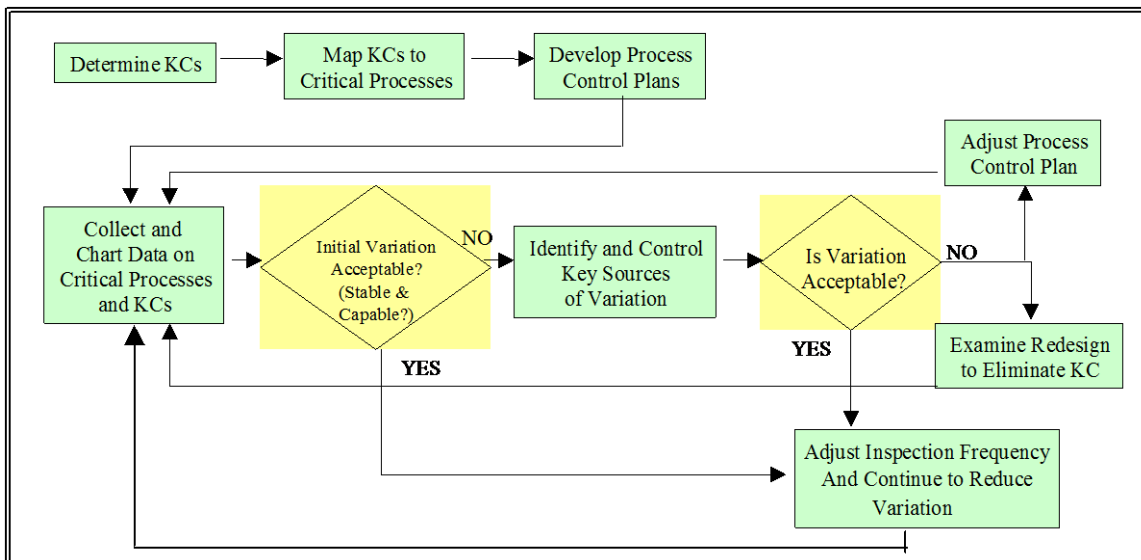 Determine KCs
Map KCs to
Critical Processes
Develop Process
Control Plans
Adjust Process
Control Plan
Collect and
Chart Data on
Critical Processes
and KCs
Initial Variation
Acceptable?
(Stable &
Capable?)
NO
Identify and Control
Key Sources
of Variation
Is Variation
Acceptable?
NO
YES
YES
Examine Redesign
to Eliminate KC
Adjust Inspection Frequency
And Continue to Reduce
Variation